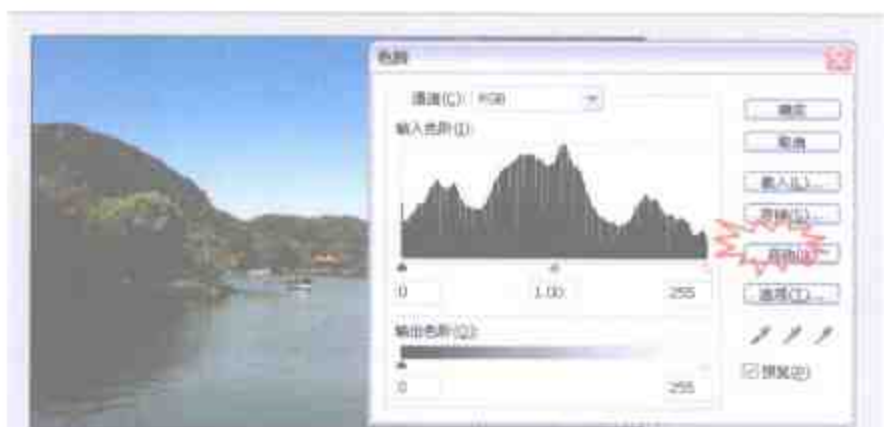 色阶
通道(C): RGB
输入色阶(I):
0 1.00 255
输出色阶(O):
0 255
确定
取消
载入(L)...
存储(S)...
自动(A)
选项(T)...
预览(P)